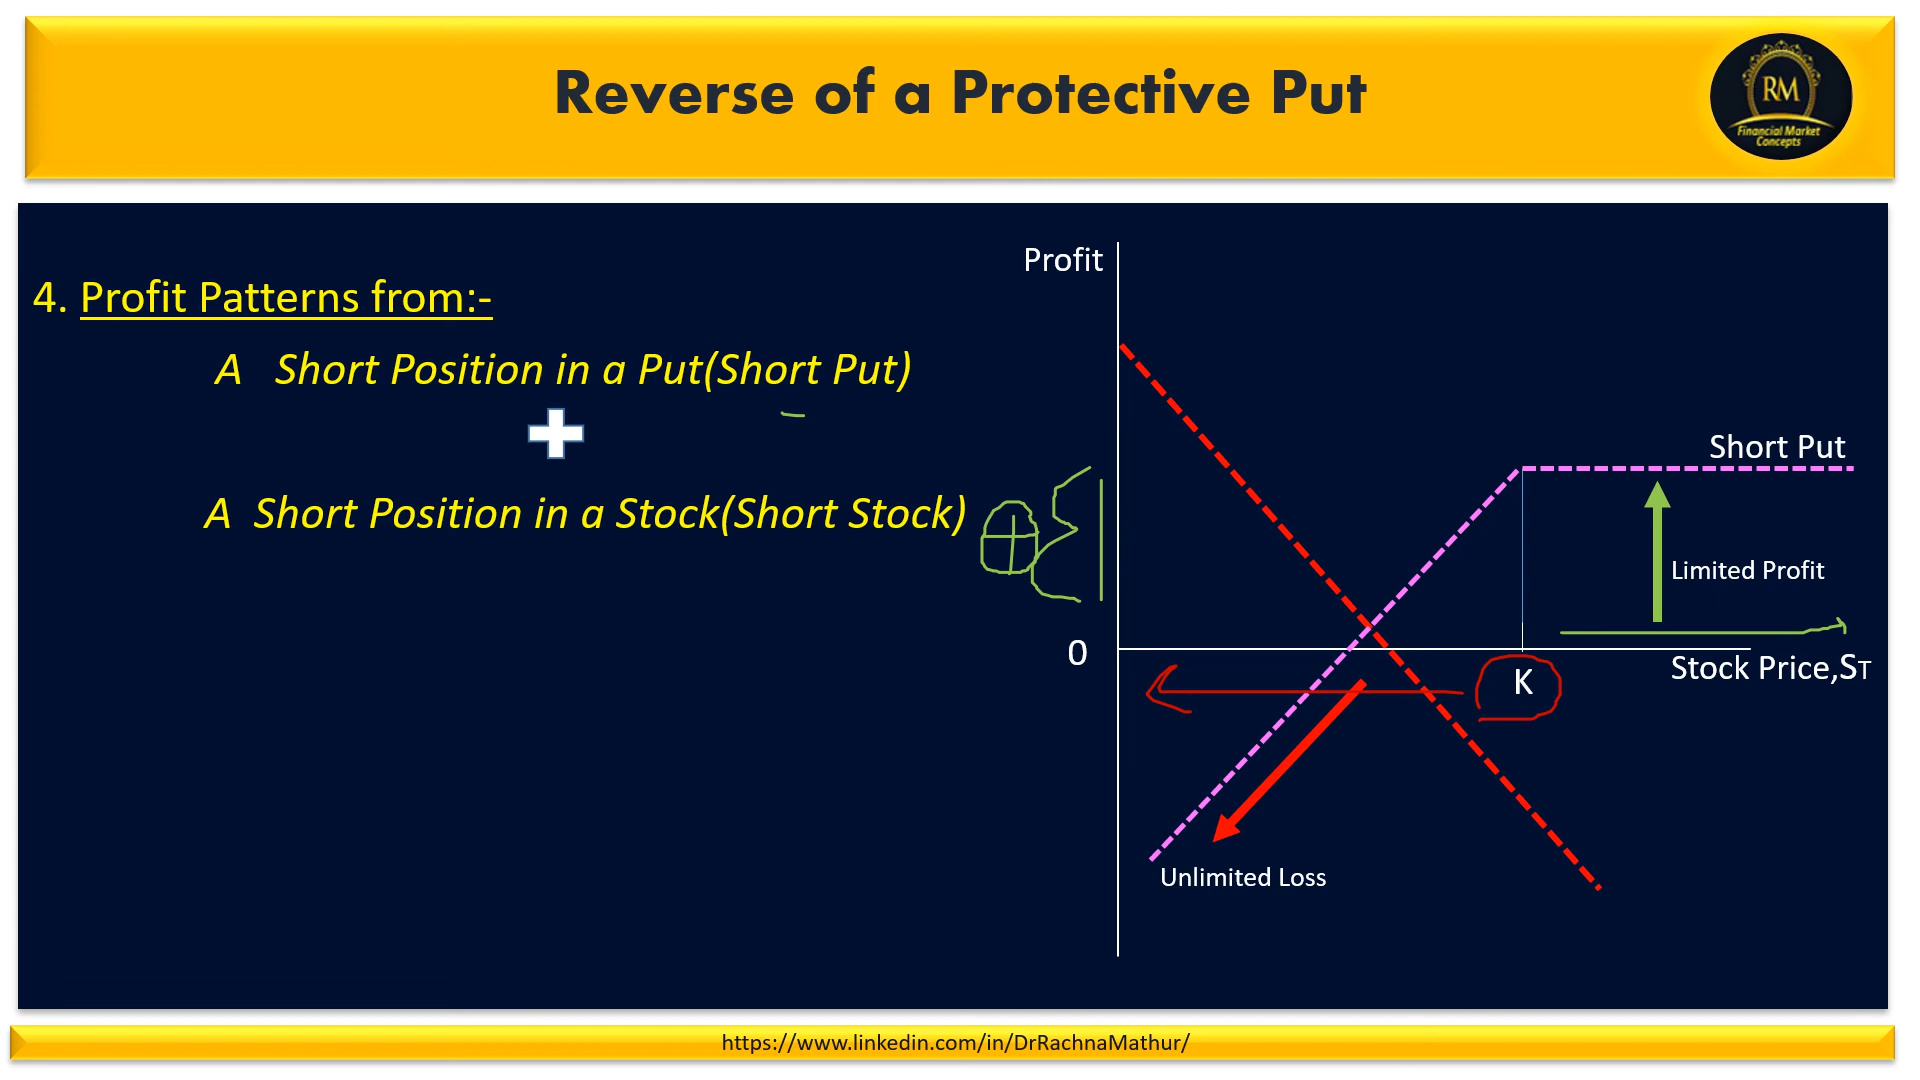 Reverse of a Protective Put
RM
Financial Market
Concepts
4. Profit Patterns from:-
A Short Position in a Put(Short Put)
A Short Position in a Stock(Short Stock)
Profit
Short Put
Limited Profit
0
K
Stock Price,ST
Unlimited Loss
https://www.linkedin.com/in/DrRachnaMathur/